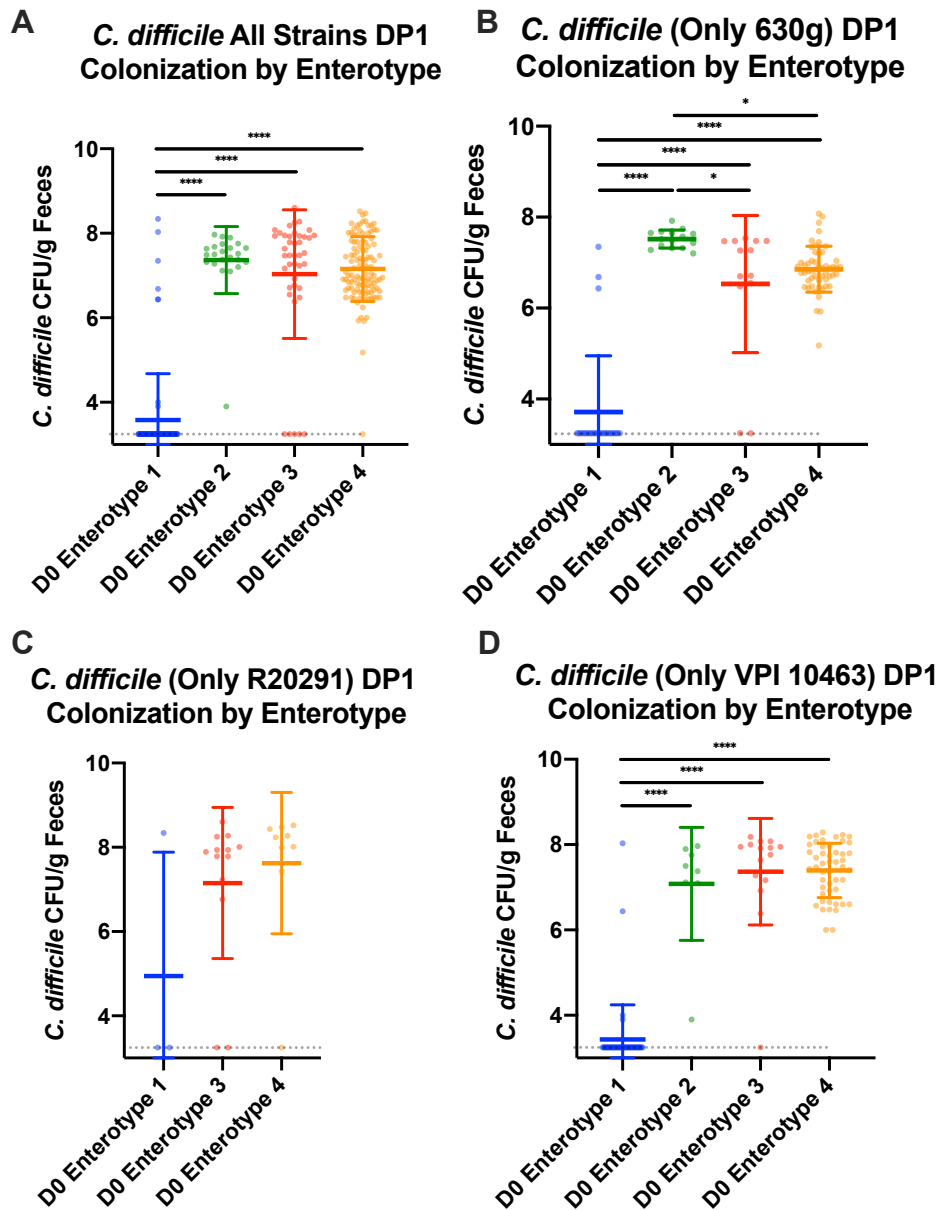 A
C. difficile All Strains DP1
Colonization by Enterotype
****
****
****
10
8
6
4
C. difficile CFU/g Feces
D0 Enterotype 1
D0 Enterotype 2
D0 Enterotype 3
D0 Enterotype 4
B
C. difficile (Only 630g) DP1
Colonization by Enterotype
*
****
****
**** *
10
8
6
4
C. difficile CFU/g Feces
D0 Enterotype 1
D0 Enterotype 2
D0 Enterotype 3
D0 Enterotype 4
C
C. difficile (Only R20291) DP1
Colonization by Enterotype
10
8
6
4
C. difficile CFU/g Feces
D0 Enterotype 1
D0 Enterotype 3
D0 Enterotype 4
D
C. difficile (Only VPI 10463) DP1
Colonization by Enterotype
****
****
****
10
8
6
4
C. difficile CFU/g Feces
D0 Enterotype 1
D0 Enterotype 2
D0 Enterotype 3
D0 Enterotype 4